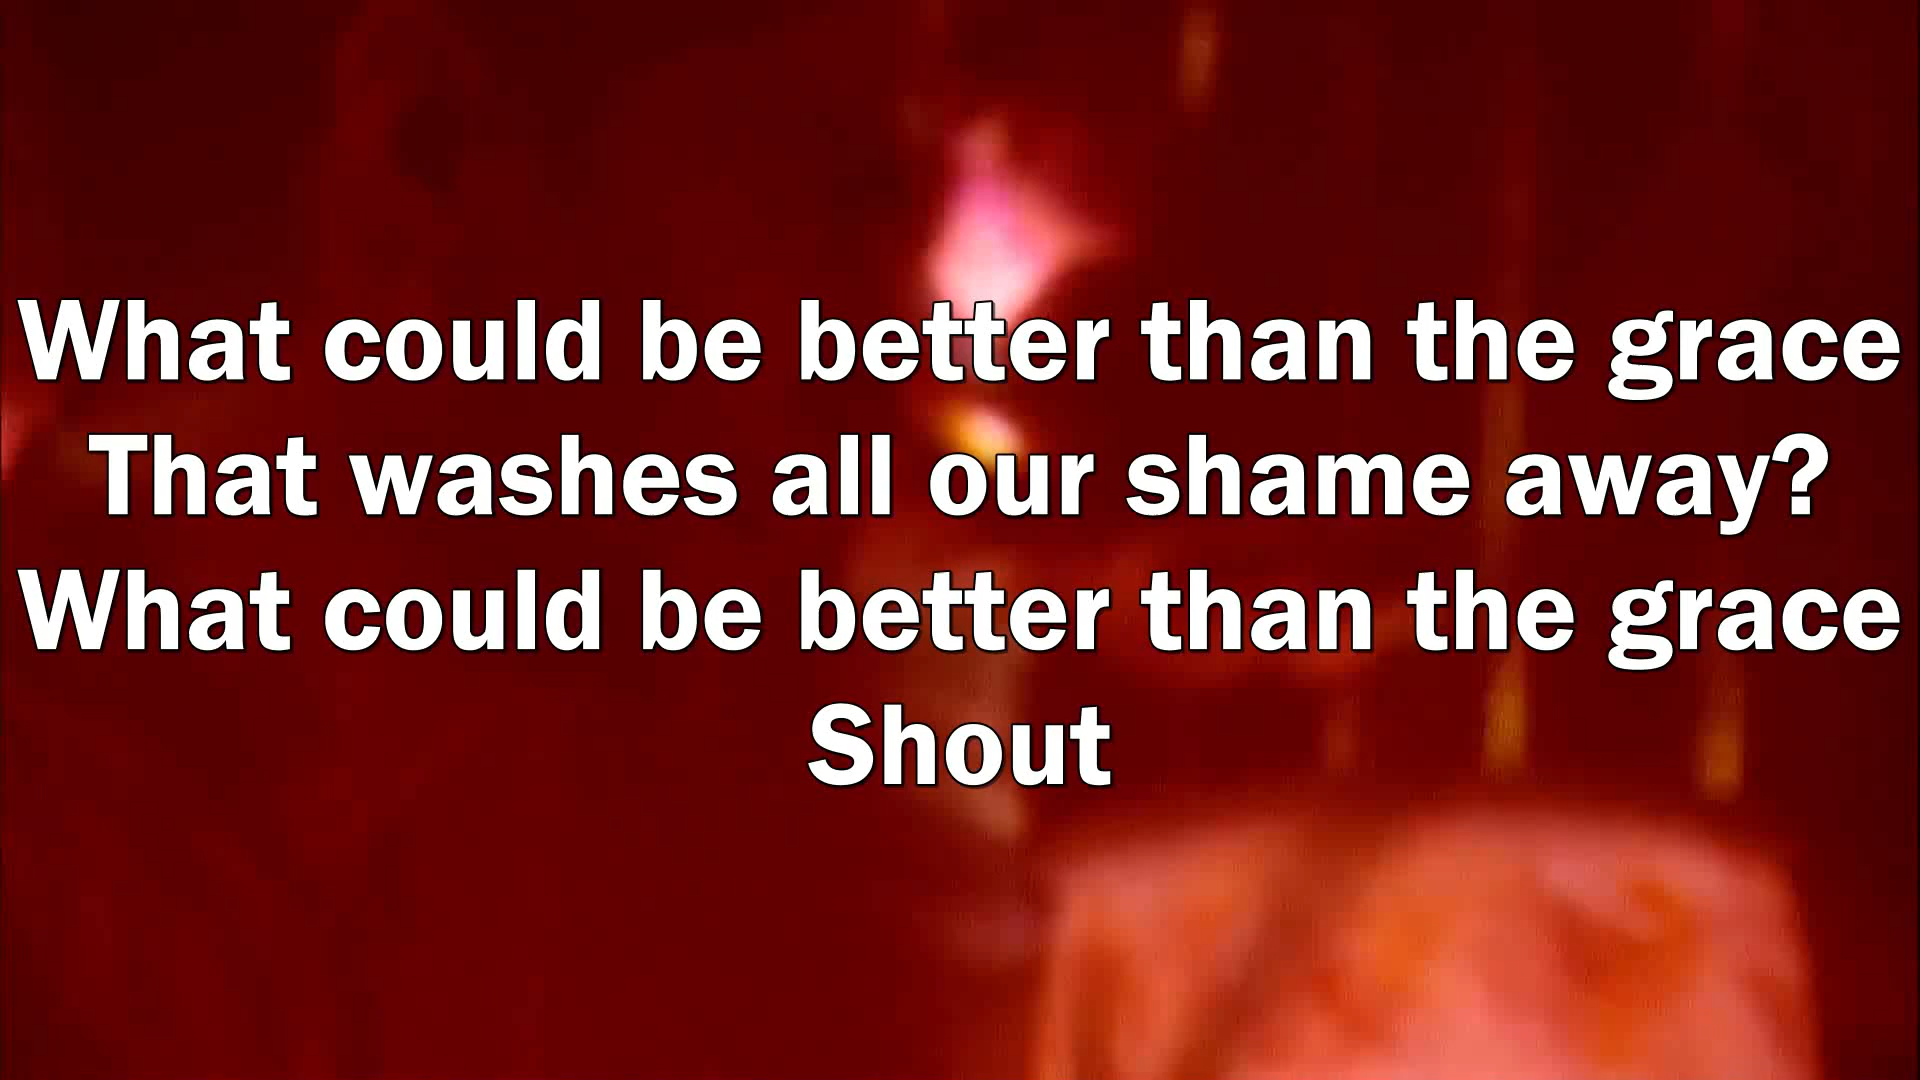 What could be better than the grace
That washes all our shame away?
What could be better than the grace
Shout